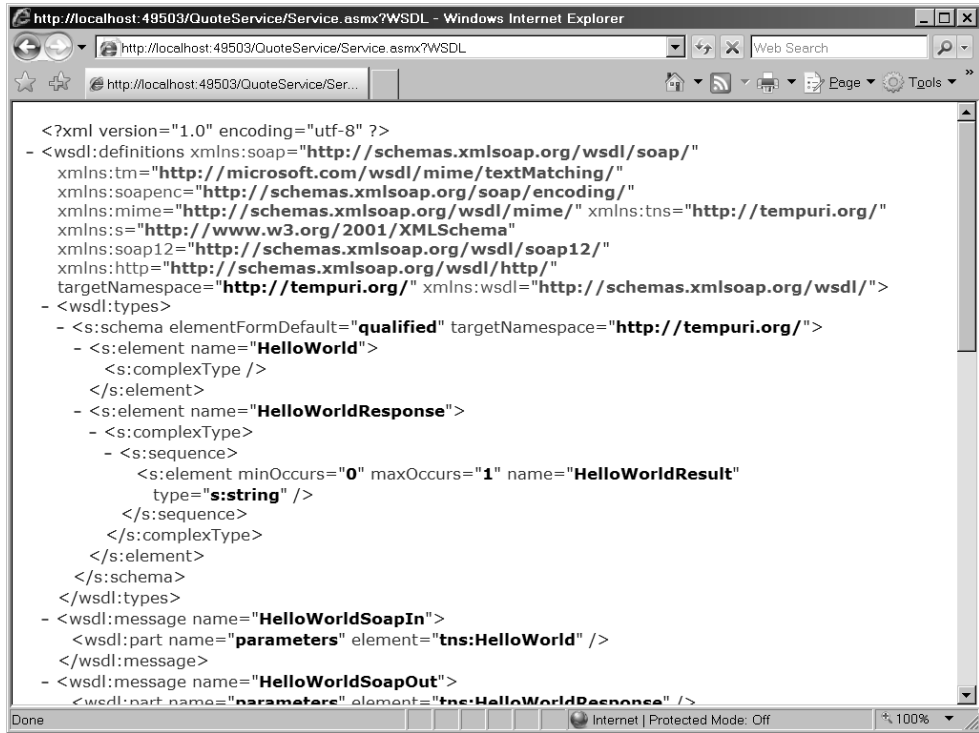 http://localhost:49503/QuoteService/Service.asmx?WSDL - Windows Internet Explorer
http://localhost:49503/QuoteService/Service.asmx?WSDL Web Search
http://localhost:49503/QuoteService/Ser... Page Tools »
<?xml version="1.0" encoding="utf-8" ?>
- <wsdl:definitions xmlns:soap="http://schemas.xmlsoap.org/wsdl/soap/"
xmlns:tm="http://microsoft.com/wsdl/mime/textMatching/"
xmlns:soapenc="http://schemas.xmlsoap.org/soap/encoding/"
xmlns:mime="http://schemas.xmlsoap.org/wsdl/mime/" xmlns:tns="http://tempuri.org/"
xmlns:s="http://www.w3.org/2001/XMLSchema"
xmlns:soap12="http://schemas.xmlsoap.org/wsdl/soap12/"
xmlns:http="http://schemas.xmlsoap.org/wsdl/http/"
targetNamespace="http://tempuri.org/" xmlns:wsdl="http://schemas.xmlsoap.org/wsdl/">
- <wsdl:types>
- <s:schema elementFormDefault="qualified" targetNamespace="http://tempuri.org/">
- <s:element name="HelloWorld">
<s:complexType />
</s:element>
- <s:element name="HelloWorldResponse">
- <s:complexType>
- <s:sequence>
<s:element minOccurs="0" maxOccurs="1" name="HelloWorldResult"
type="s:string" />
</s:sequence>
</s:complexType>
</s:element>
</s:schema>
</wsdl:types>
- <wsdl:message name="HelloWorldSoapIn">
<wsdl:part name="parameters" element="tns:HelloWorld" />
</wsdl:message>
- <wsdl:message name="HelloWorldSoapOut">
<wsdl:part name="parameters" element="tns:HelloWorldResponse" />
Done Internet | Protected Mode: Off 100%